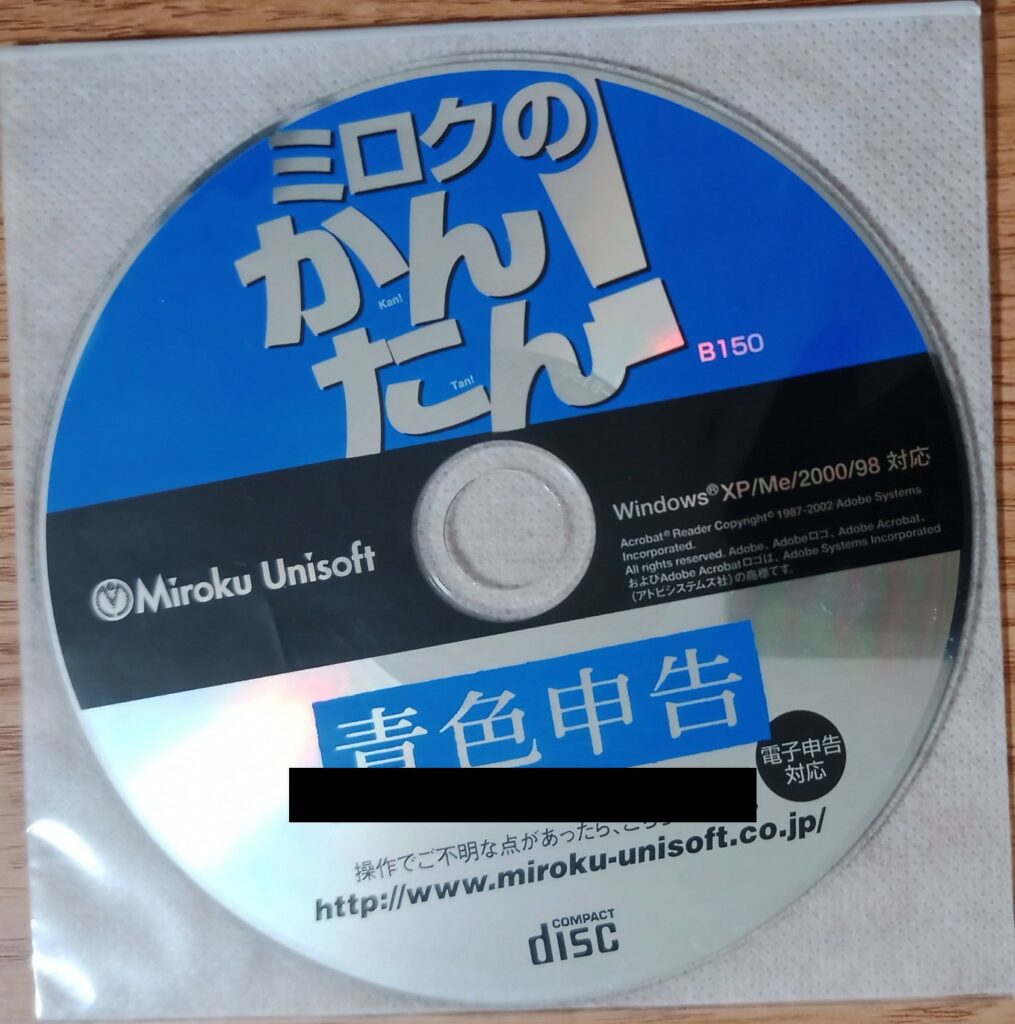 ミロクの
かん
Kan!
たん!
Tan!
B150
Windows® XP/Me/2000/98 対応
Acrobat® Reader Copyright© 1987-2002 Adobe Systems
Incorporated.
All rights reserved. Adobe、Adobeロゴ、Adobe Acrobat、
およびAdobe Acrobatロゴは、Adobe Systems Incorporated
(アドビシステムズ社)の商標です。
Miroku Unisoft
青色申告
電子申告
対応
操作でご不明な点があったら、こち
http://www.miroku-unisoft.co.jp/
COMPACT
disc